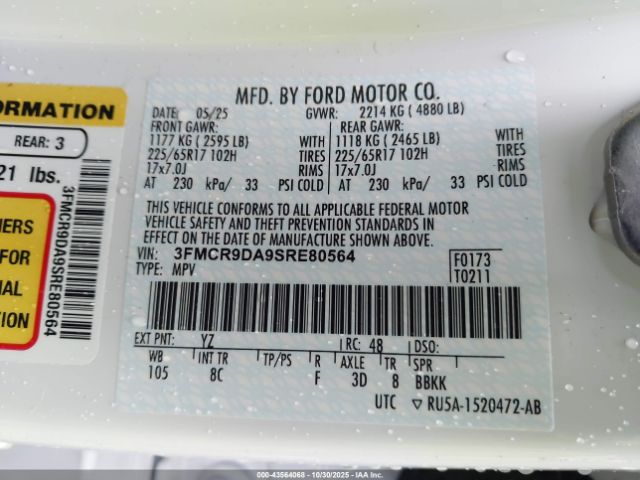 ORMATION
REAR: 3
21 lbs.
3FMCR9DA9SRE80564
NERS
FOR
AL
TION
MFD. BY FORD MOTOR CO.
DATE: 05/25 GVWR: 2214 KG ( 4880 LB)
FRONT GAWR: REAR GAWR:
1177 KG ( 2595 LB) WITH 1118 KG ( 2465 LB) WITH
225/65R17 102H TIRES 225/65R17 102H TIRES
17x7.0J RIMS 17x7.0J RIMS
AT 230 kPa/ 33 PSI COLD AT 230 kPa/ 33 PSI COLD
THIS VEHICLE CONFORMS TO ALL APPLICABLE FEDERAL MOTOR
VEHICLE SAFETY AND THEFT PREVENTION STANDARDS IN
EFFECT ON THE DATE OF MANUFACTURE SHOWN ABOVE.
VIN: 3FMCR9DA9SRE80564 F0173
TYPE: MPV T0211
EXT PNT: YZ RC: 48 DSO:
WB INT TR TP/PS R AXLE TR SPR
105 8C F 3D 8 BBKK
UTC ▽ RU5A-1520472-AB
000-43564068 - 10/30/2025 - IAAI.com